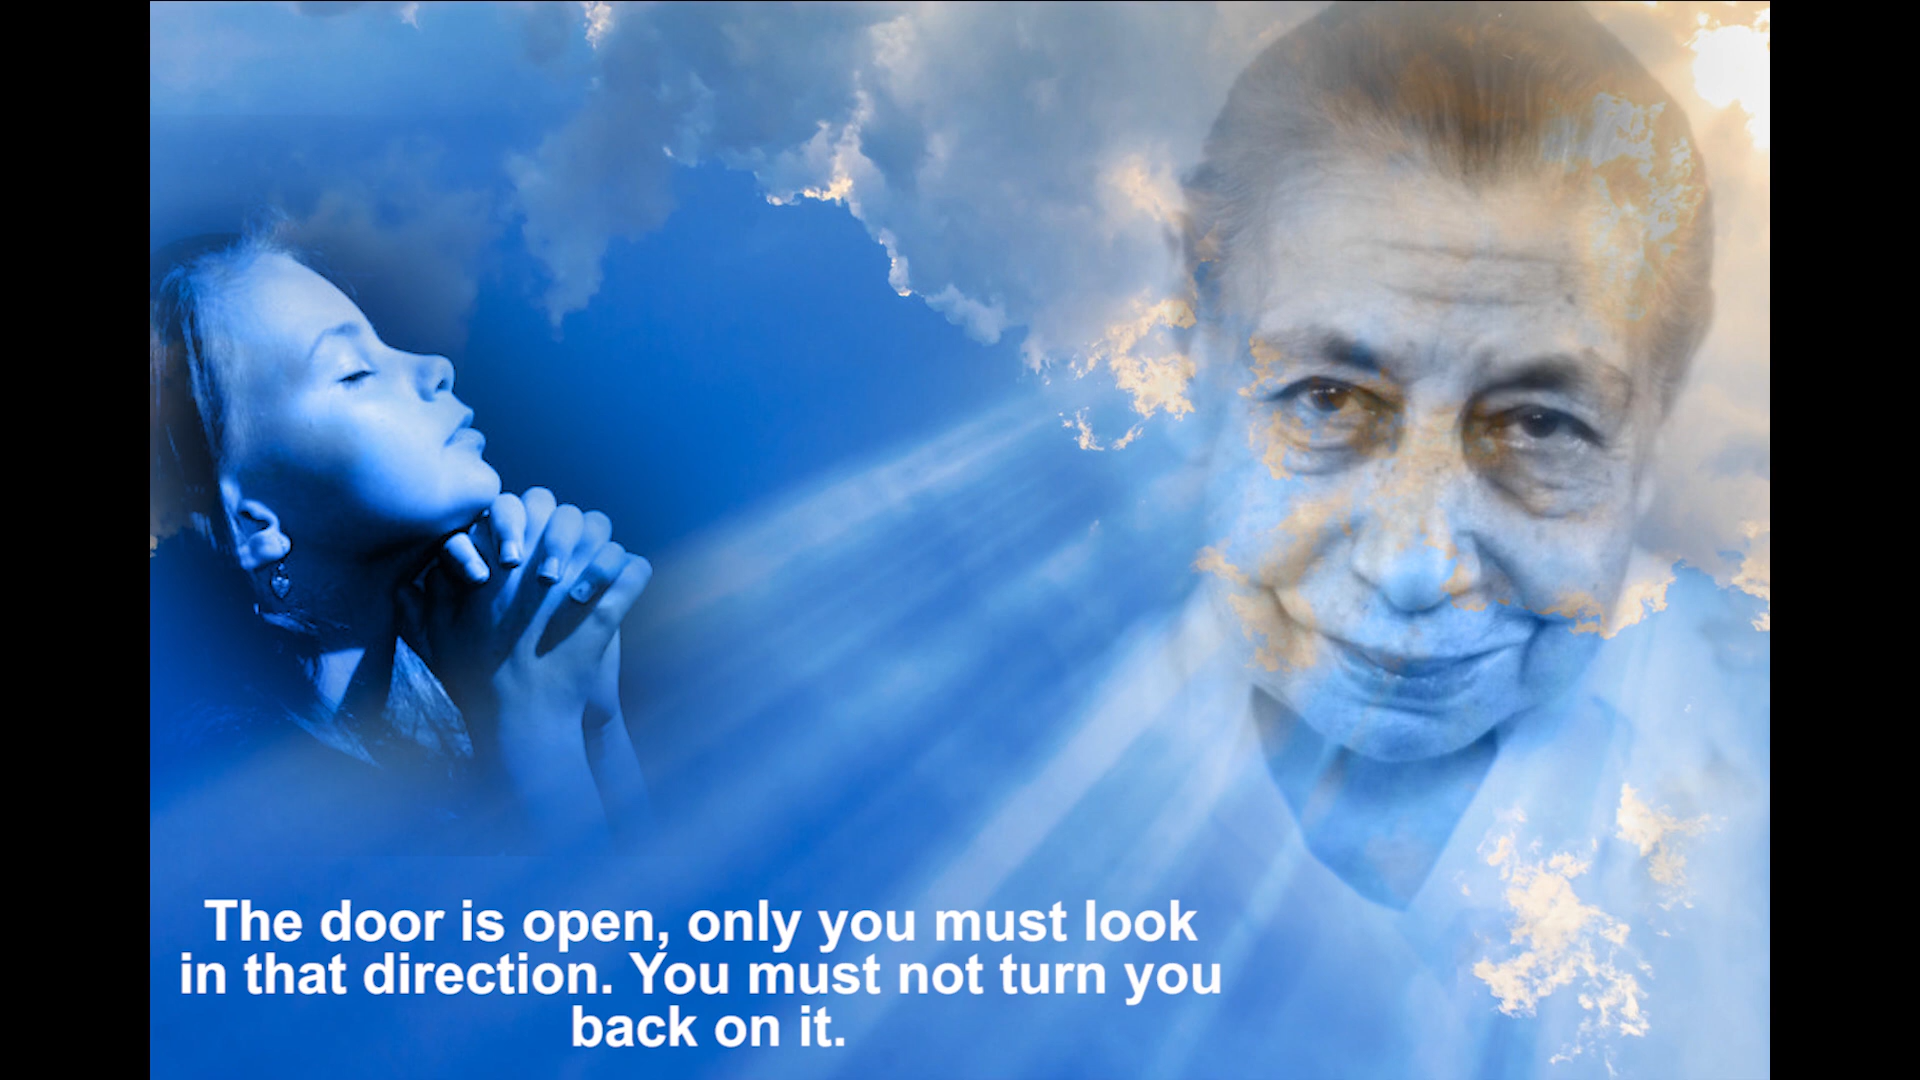 The door is open, only you must look
in that direction. You must not turn you
back on it.